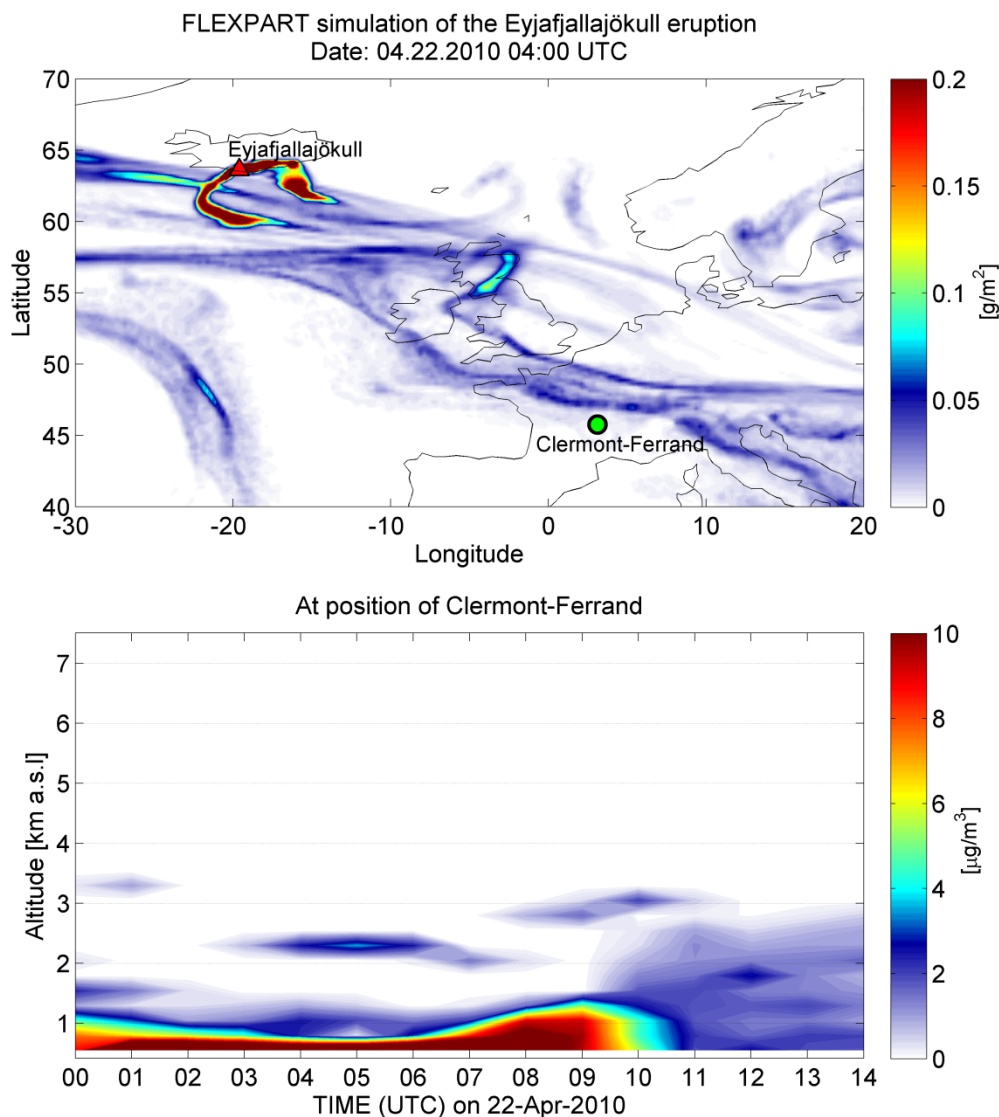 FLEXPART simulation of the Eyjafjallajökull eruption
Date: 04.22.2010 04:00 UTC
70
65
60
55
50
45
40
Latitude
Eyjafjallajökull
Clermont-Ferrand
-30
-20
-10
0
10
20
Longitude
0.2
0.15
0.1
0.05
0
[g/m²]
At position of Clermont-Ferrand
7
6
5
4
3
2
1
Altitude [km a.s.l]
00 01 02 03 04 05 06 07 08 09 10 11 12 13 14
TIME (UTC) on 22-Apr-2010
10
8
6
4
2
0
[µg/m³]